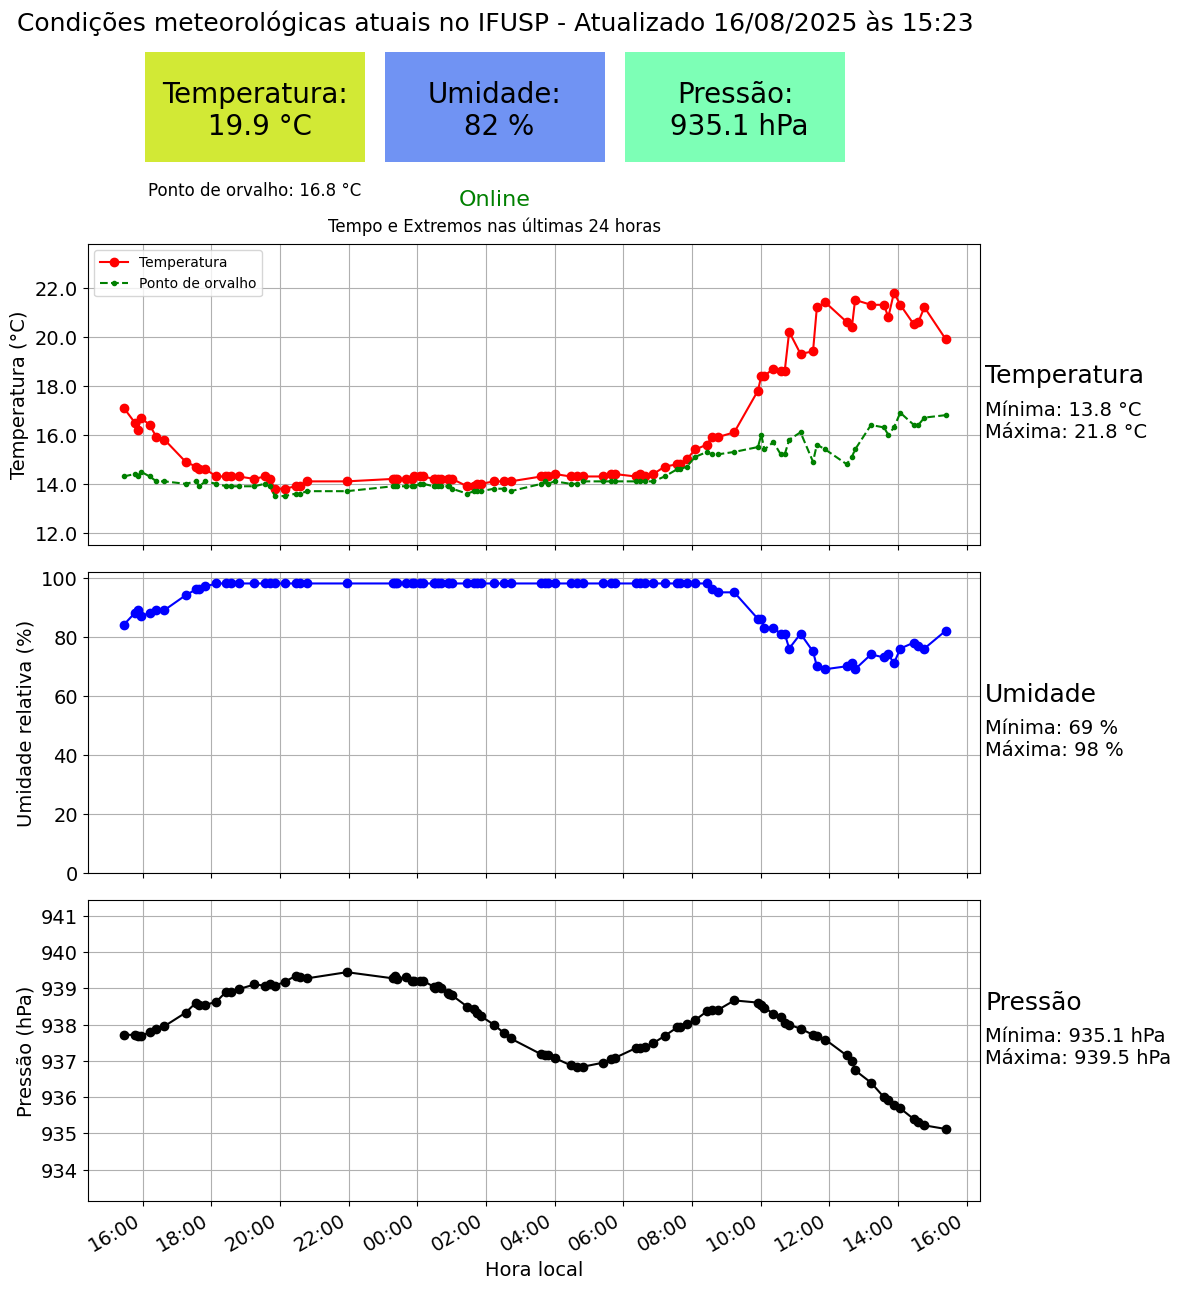 Condições meteorológicas atuais no IFUSP - Atualizado 16/08/2025 às 15:23
Temperatura:
19.9 °C
Umidade:
82 %
Pressão:
935.1 hPa
Ponto de orvalho: 16.8 °C
Online
Tempo e Extremos nas últimas 24 horas
Temperatura
Ponto de orvalho
Temperatura (°C)
22.0
20.0
18.0
16.0
14.0
12.0
Temperatura
Mínima: 13.8 °C
Máxima: 21.8 °C
Umidade relativa (%)
100
80
60
40
20
0
Umidade
Mínima: 69 %
Máxima: 98 %
Pressão (hPa)
941
940
939
938
937
936
935
934
Pressão
Mínima: 935.1 hPa
Máxima: 939.5 hPa
16:00 18:00 20:00 22:00 00:00 02:00 04:00 06:00 08:00 10:00 12:00 14:00 16:00
Hora local